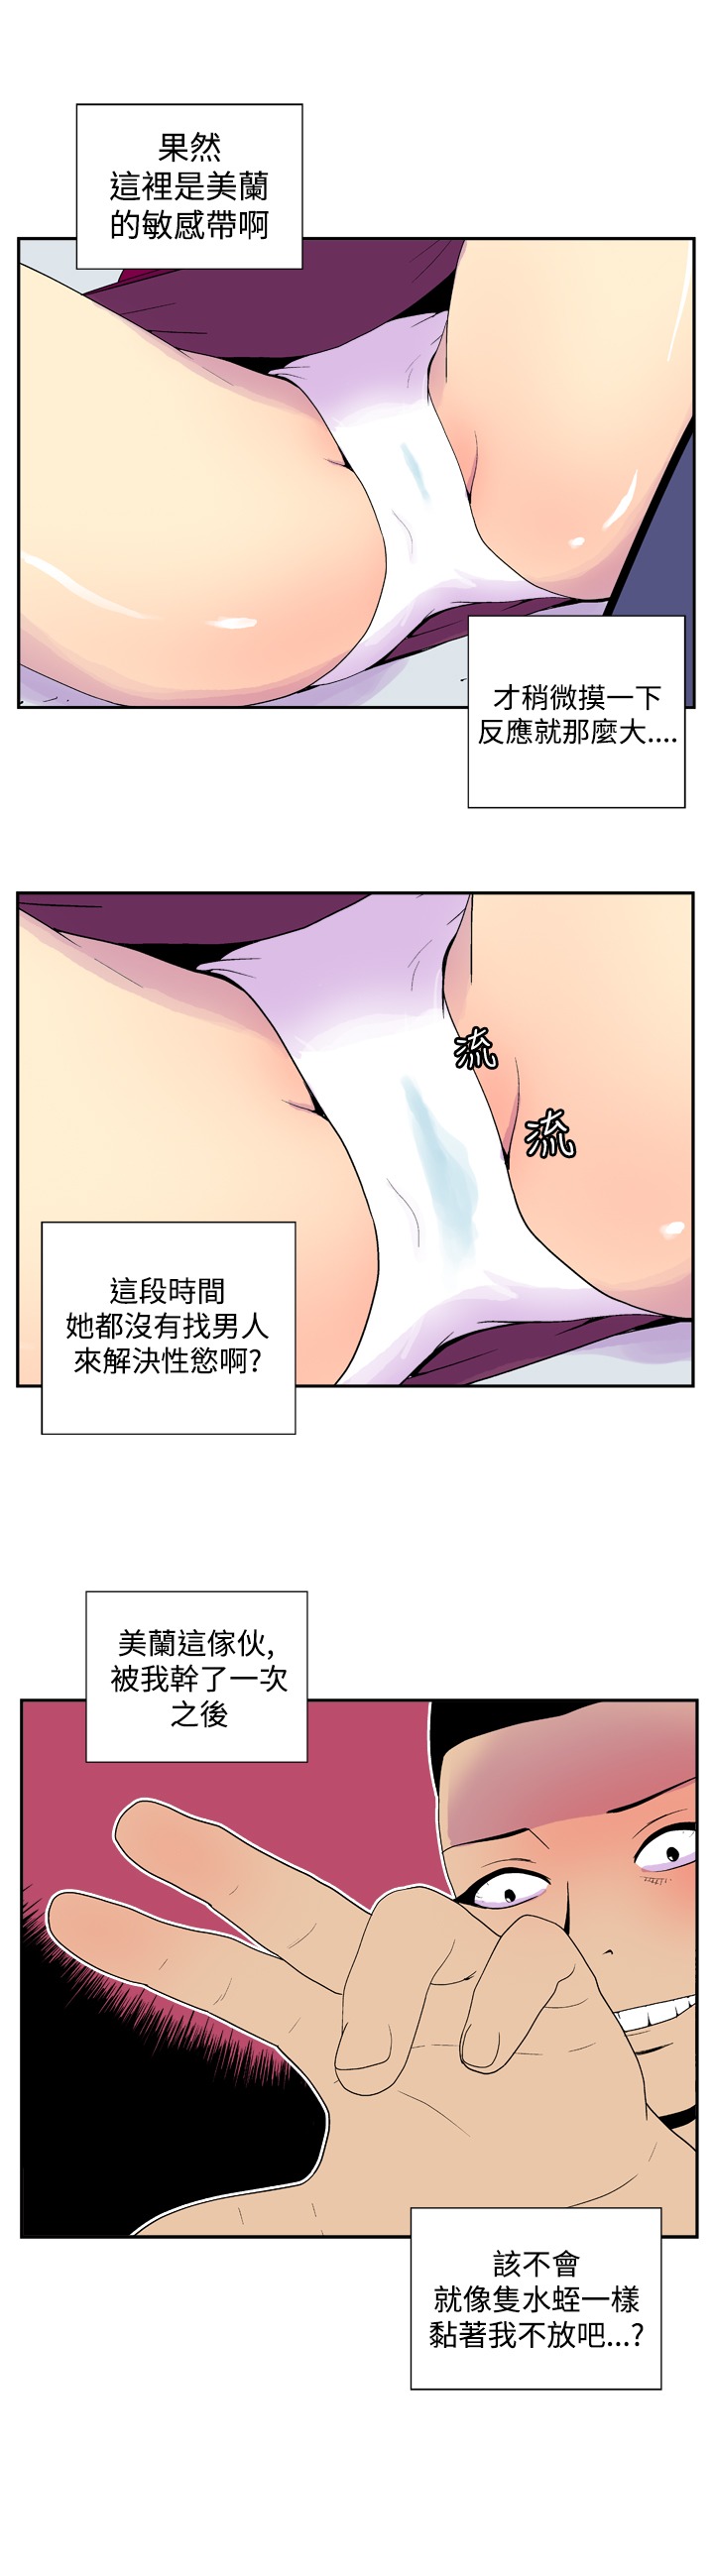 果然
這裡是美蘭
的敏感帶啊
才稍微摸一下
反應就那麼大....
流
流
這段時間
她都沒有找男人
來解決性慾啊?
美蘭這傢伙,
被我幹了一次
之後
該不會
就像隻水蛭一樣
黏著我不放吧...?